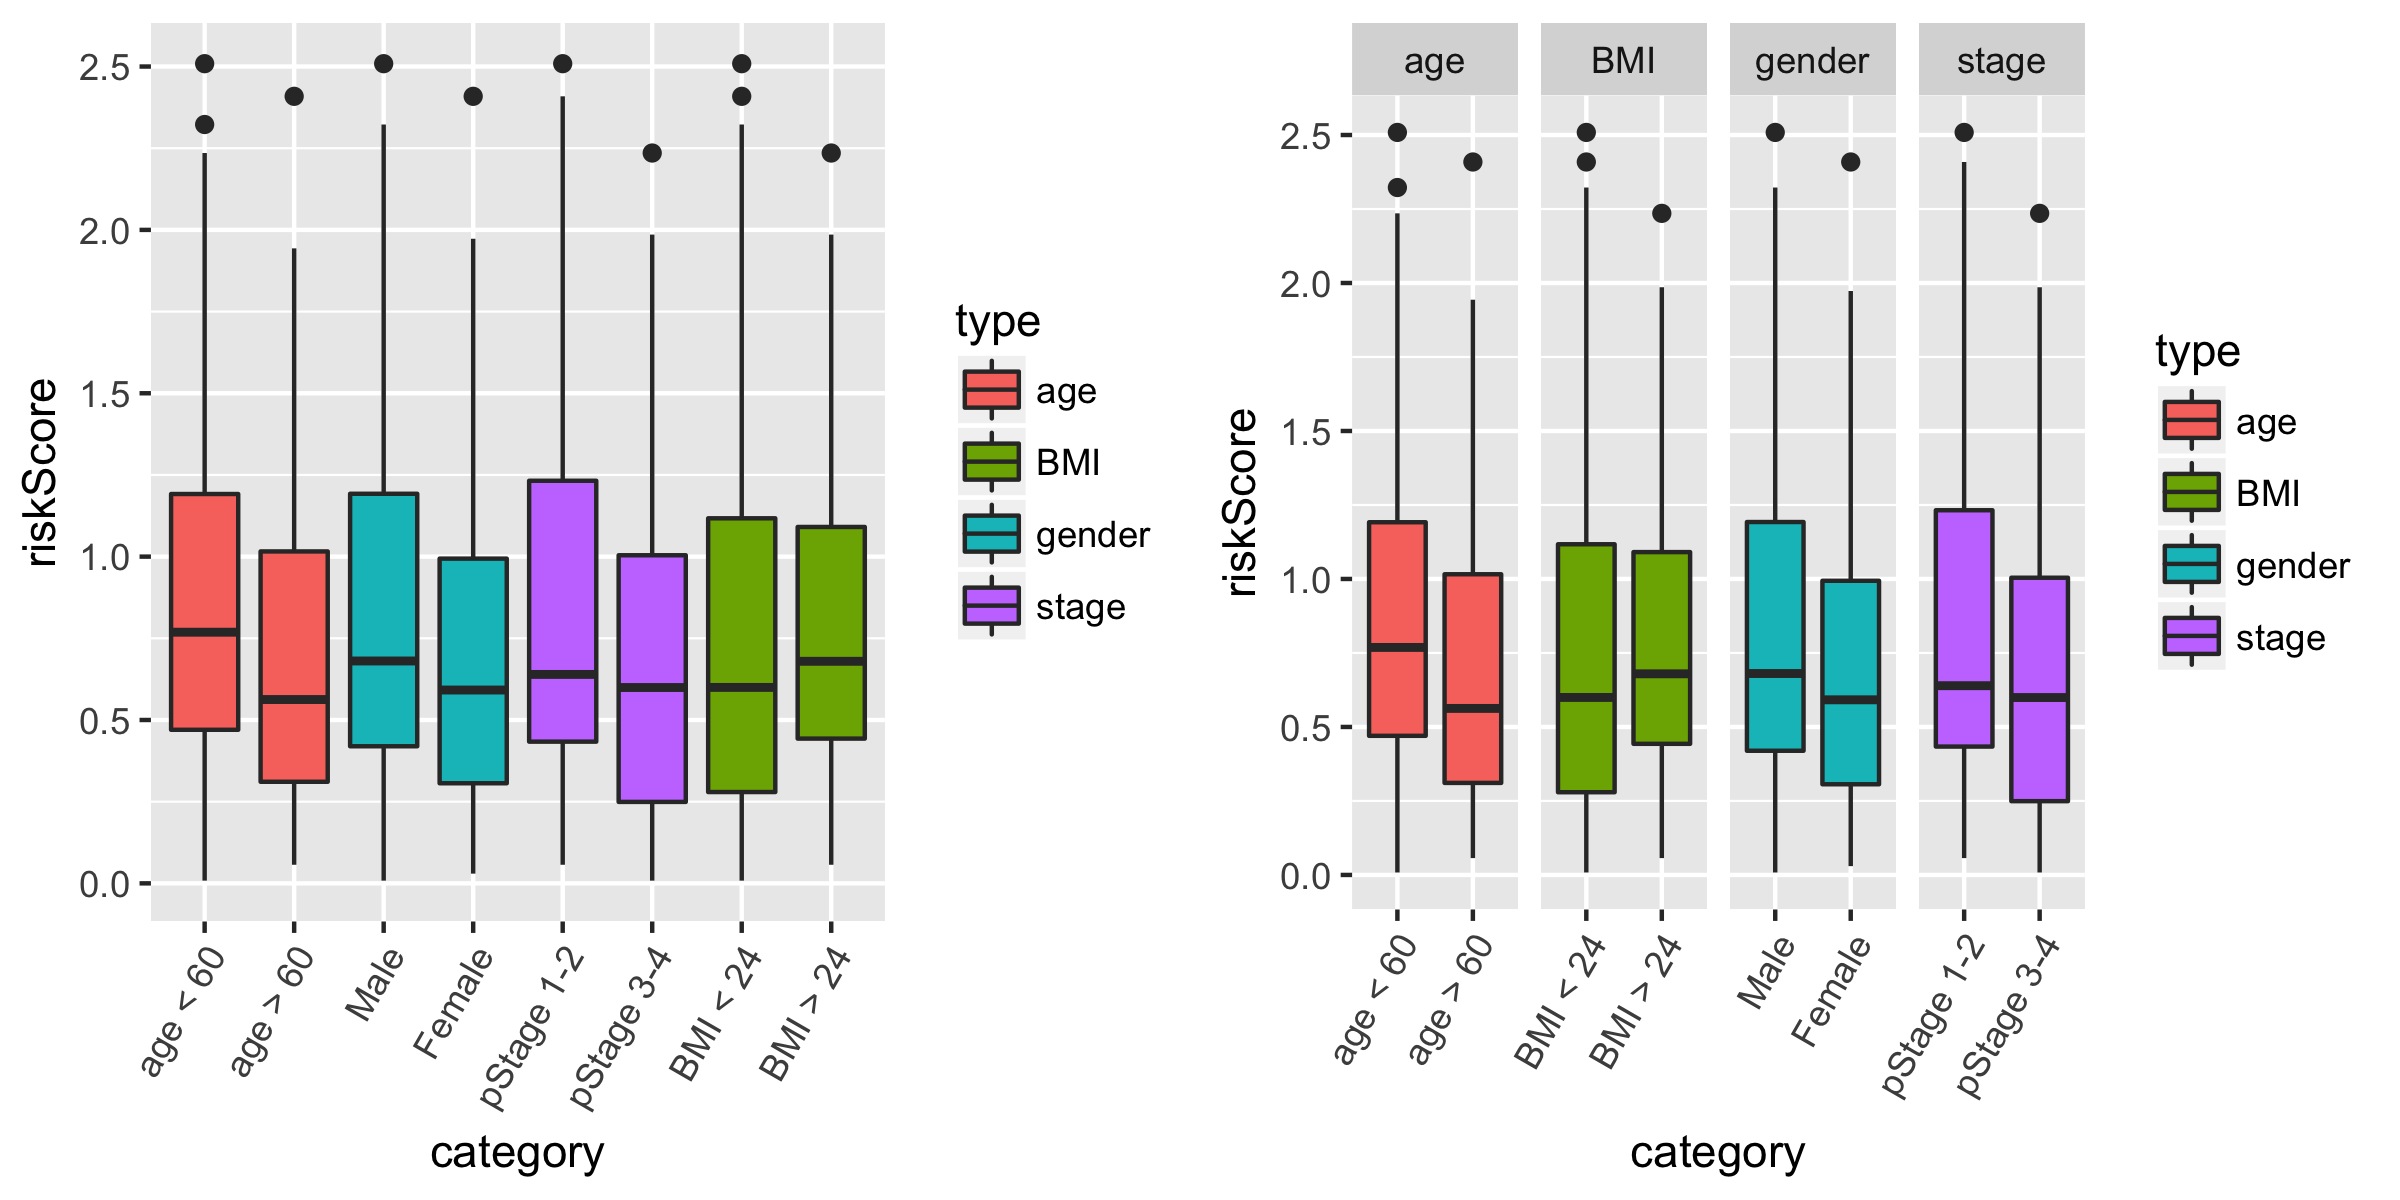 2.5
2.0
1.5
1.0
0.5
0.0
riskScore
age < 60
age > 60
Male
Female
pStage 1-2
pStage 3-4
BMI < 24
BMI > 24
category
type
age
BMI
gender
stage
age
BMI
gender
stage
2.5
2.0
1.5
1.0
0.5
0.0
riskScore
age < 60
age > 60
BMI < 24
BMI > 24
Male
Female
pStage 1-2
pStage 3-4
category
type
age
BMI
gender
stage